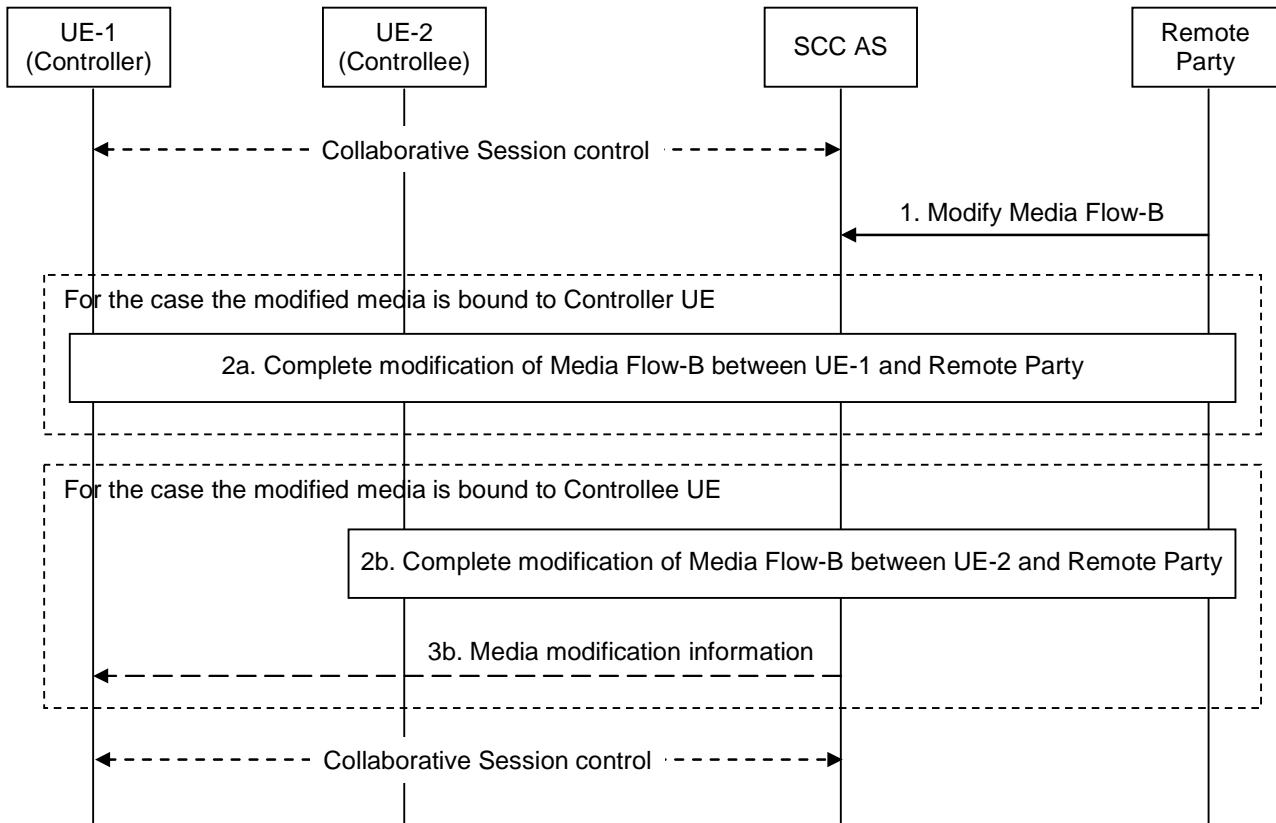 UE-1
(Controller)
UE-2
(Controllee)
SCC AS
Remote
Party
Collaborative Session control
1. Modify Media Flow-B
For the case the modified media is bound to Controller UE
2a. Complete modification of Media Flow-B between UE-1 and Remote Party
For the case the modified media is bound to Controllee UE
2b. Complete modification of Media Flow-B between UE-2 and Remote Party
3b. Media modification information
Collaborative Session control